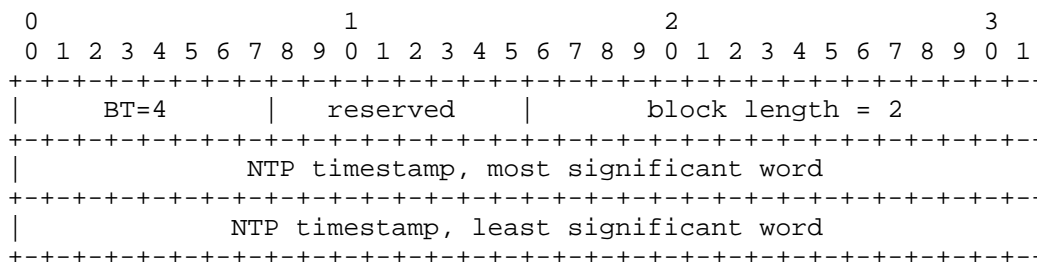 0                   1                   2                   3
 0 1 2 3 4 5 6 7 8 9 0 1 2 3 4 5 6 7 8 9 0 1 2 3 4 5 6 7 8 9 0 1
+-+-+-+-+-+-+-+-+-+-+-+-+-+-+-+-+-+-+-+-+-+-+-+-+-+-+-+-+-+-+-+-
|     BT=4      |   reserved    |       block length = 2
+-+-+-+-+-+-+-+-+-+-+-+-+-+-+-+-+-+-+-+-+-+-+-+-+-+-+-+-+-+-+-+-
|              NTP timestamp, most significant word
+-+-+-+-+-+-+-+-+-+-+-+-+-+-+-+-+-+-+-+-+-+-+-+-+-+-+-+-+-+-+-+-
|             NTP timestamp, least significant word
+-+-+-+-+-+-+-+-+-+-+-+-+-+-+-+-+-+-+-+-+-+-+-+-+-+-+-+-+-+-+-+-